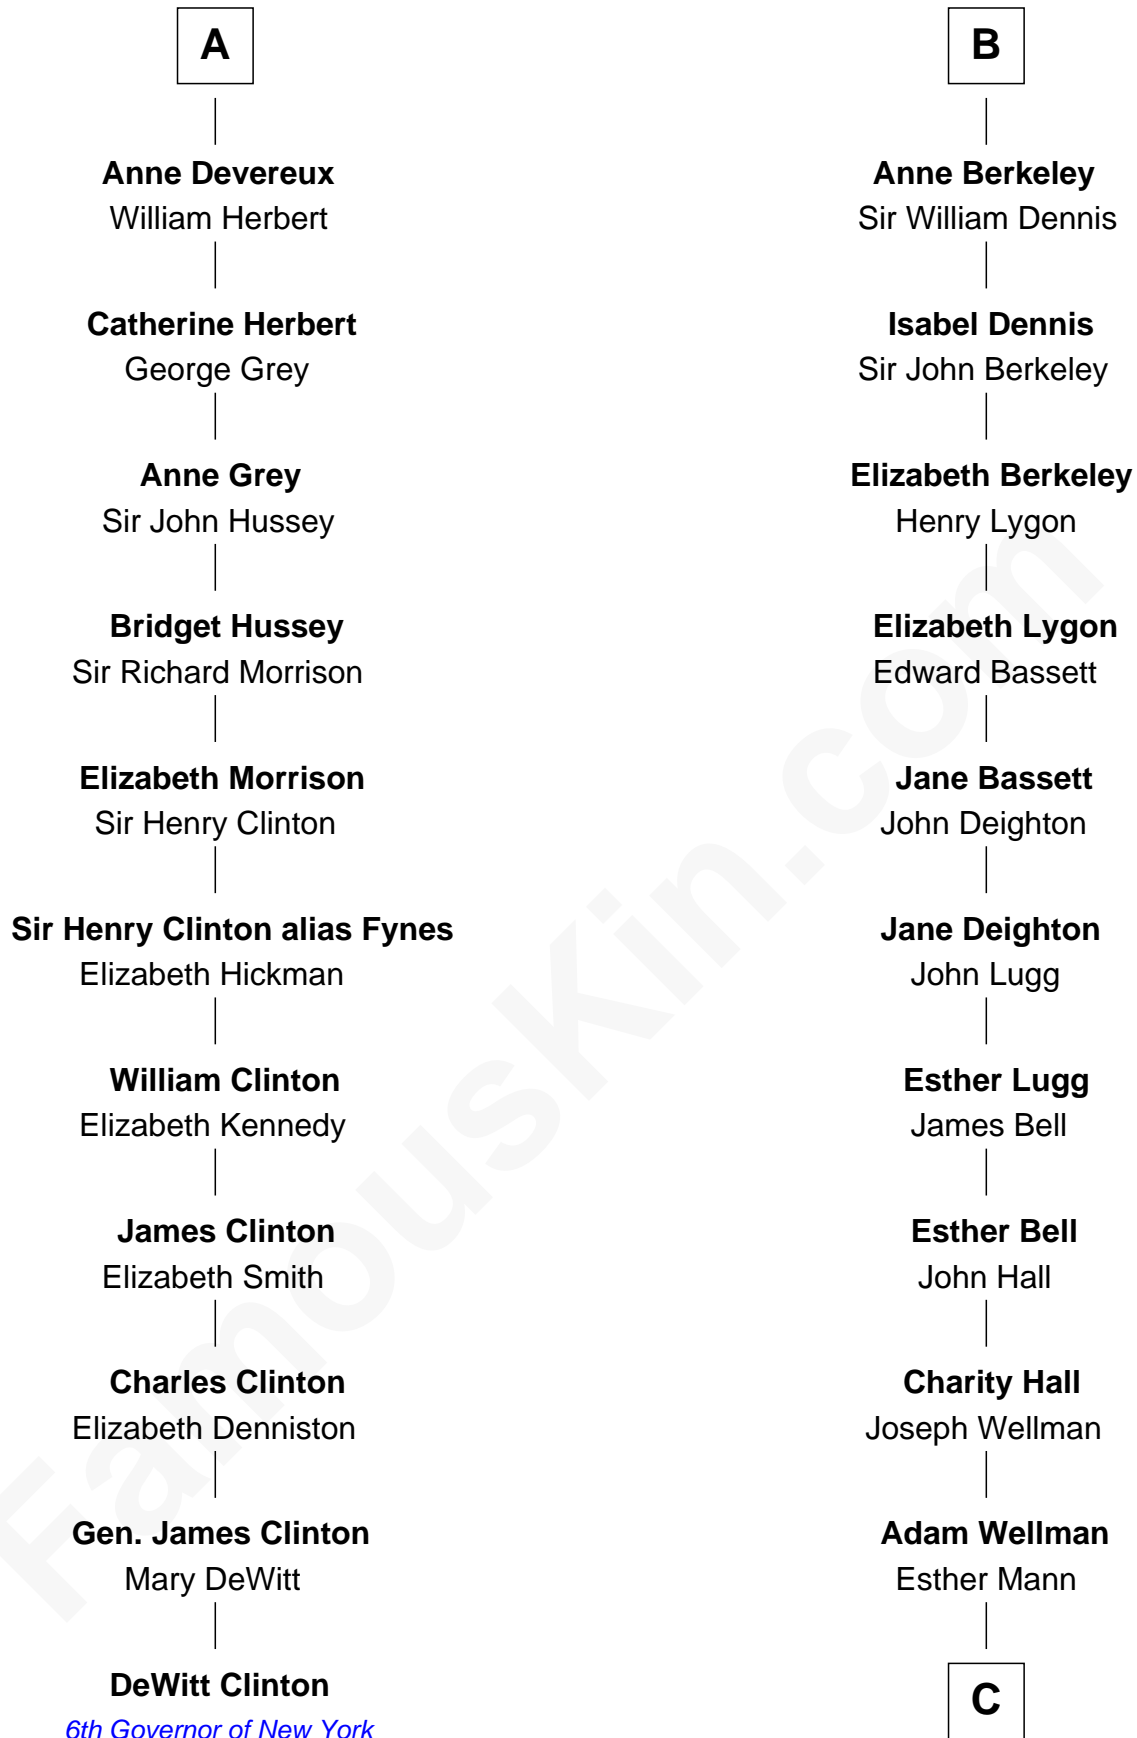 A
Anne Devereux
William Herbert
Catherine Herbert
George Grey
Anne Grey
Sir John Hussey
Bridget Hussey
Sir Richard Morrison
Elizabeth Morrison
Sir Henry Clinton
Sir Henry Clinton alias Fynes
Elizabeth Hickman
William Clinton
Elizabeth Kennedy
James Clinton
Elizabeth Smith
Charles Clinton
Elizabeth Denniston
Gen. James Clinton
Mary DeWitt
DeWitt Clinton
6th Governor of New York
B
Anne Berkeley
Sir William Dennis
Isabel Dennis
Sir John Berkeley
Elizabeth Berkeley
Henry Lygon
Elizabeth Lygon
Edward Bassett
Jane Bassett
John Deighton
Jane Deighton
John Lugg
Esther Lugg
James Bell
Esther Bell
John Hall
Charity Hall
Joseph Wellman
Adam Wellman
Esther Mann
C
FamousKin.com